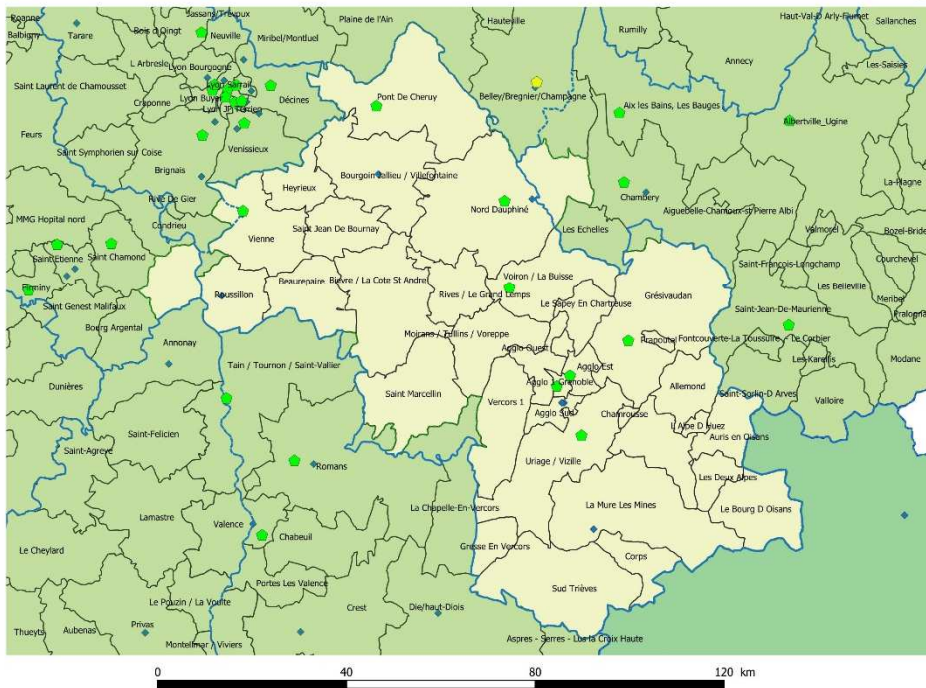 Jassans/Trévoux
Plaine de l'Ain
Hauteville
Rumilly
Haut-Val-D Arly-Flumet
Sallanches
Roanne
Balbigny
Tarare
Bois d Oingt
Neuville
Miribel/Montluel
Annecy
Les-Saisies
L Arbresle
Lyon Bourgogne
Saint Laurent de Chamousset
Craponne
Décines
Pont De Cheruy
Belley/Bregnier/Champagne
Aix les Bains, Les Bauges
Albertville_Ugine
Feurs
Saint Symphorien sur Coise
Venissieux
Brignais
Heyrieux
Bourgoin Jallieu / Villefontaine
Chambery
La-Plagne
Rive De Gier
Nord Dauphiné
Aiguebelle-Chamoux-st Pierre Albi
MMG Hopital nord
Condrieu
Vienne
Saint Jean De Bournay
Les Echelles
Valmorel
Bozel-Bride
Saint Etienne
Saint Chamond
Saint-François-Longchamp
Courchevel
Firminy
Roussillon
Beaurepaire
Bièvre / La Cote St Andre
Voiron / La Buisse
Grésivaudan
Les Belleville
Saint Genest Malifaux
Rives / Le Grand Lemps
Le Sapey En Chartreuse
Meribel
Bourg Argental
Saint-Jean-De-Maurienne
Pralogna
Annonay
Moirans / Tullins / Voreppe
Agglo Ouest
Prapoutel
Fontcouverte-La Toussuire - Le Corbier
Tain / Tournon / Saint-Vallier
Agglo Est
Les-Karellis
Modane
Dunières
Saint Marcellin
Vercors 1
Agglo 1 Grenoble
Allemond
Saint-Sorlin-D Arves
Valloire
Saint-Felicien
Agglo Sud
Chamrousse
L Alpe D Huez
Auris en Oisans
Saint-Agreve
Uriage / Vizille
Romans
Les Deux Alpes
Lamastre
La Chapelle-En-Vercors
La Mure Les Mines
Le Bourg D Oisans
Valence
Chabeuil
Le Cheylard
Gresse En Vercors
Corps
Portes Les Valence
Sud Trièves
Le Pouzin / La Voulte
Crest
Die/haut-Diois
Thueyts
Aubenas
Privas
Montelimar / Viviers
Aspres - Serres - Lus la Croix Haute
0 40 80 120 km